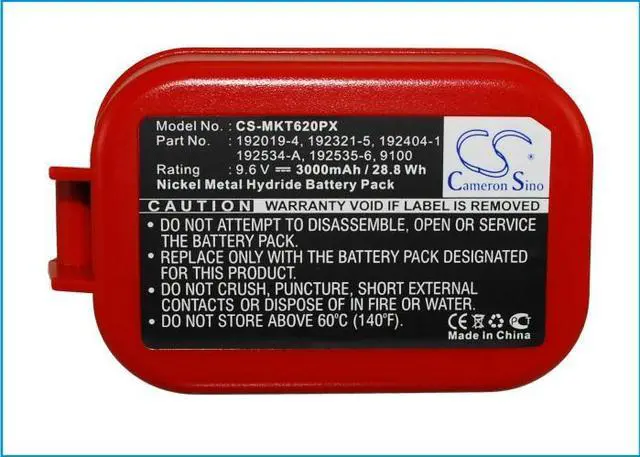 Model No. : CS-MKT620PX
Part No. : 192019-4, 192321-5, 192404-1
192534-A, 192535-6, 9100
Rating : 9.6 V ⎓ 3000mAh / 28.8 Wh
Nickel Metal Hydride Battery Pack
CS
Cameron Sino
CAUTION WARRANTY VOID IF LABEL IS REMOVED
• DO NOT ATTEMPT TO DISASSEMBLE, OPEN OR SERVICE
THE BATTERY PACK.
• REPLACE ONLY WITH THE BATTERY PACK DESIGNATED
FOR THIS PRODUCT.
• DO NOT CRUSH, PUNCTURE, SHORT EXTERNAL
CONTACTS OR DISPOSE OF IN FIRE OR WATER.
• DO NOT STORE ABOVE 60°C (140°F).
CE
Made in China